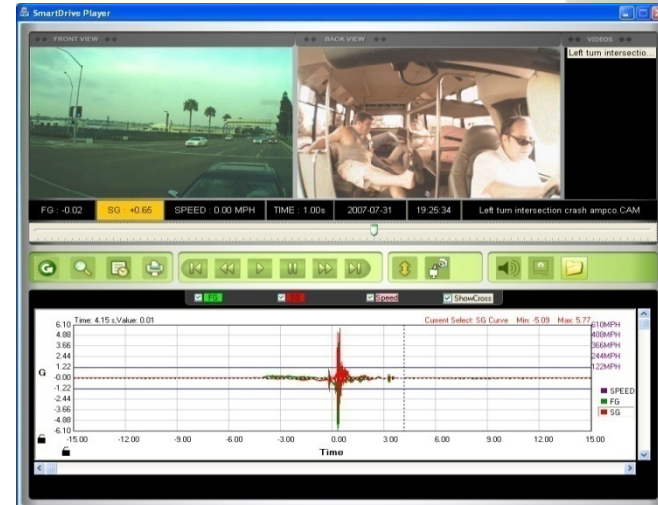 SmartDrive Player
FRONT VIEW
BACK VIEW
VIDEOS
Left turn intersectio...
FG : -0.02
SG : +0.65
SPEED : 0.00 MPH
TIME : 1.00s
2007-07-31
19:25:34
Left turn intersection crash ampco.CAM
FG
SG
Speed
ShowCross
Time: 4.15 s,Value: 0.01
Current Select: SG Curve Min: -5.09 Max: 5.77
6.10
4.88
3.66
2.44
1.22
-0.00
-1.22
-2.44
-3.66
-4.88
-6.10
G
610MPH
488MPH
366MPH
244MPH
122MPH
SPEED
FG
SG
-15.00 -12.00 -9.00 -6.00 -3.00 0.00 3.00 6.00 9.00 12.00 15.00
Time